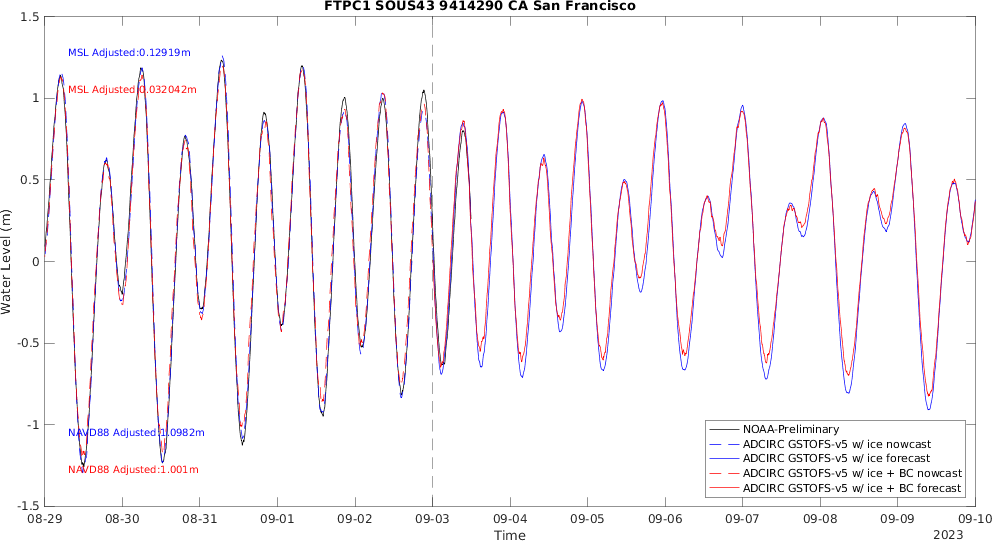 FTPC1 SOUS43 9414290 CA San Francisco
1.5
MSL Adjusted:0.12919m
1
MSL Adjusted:0.032042m
0.5
Water Level (m)
0
-0.5
-1
NAVD88 Adjusted:1.0982m
NAVD88 Adjusted:1.001m
-1.5
NOAA-Preliminary
ADCIRC GSTOFS-v5 w/ ice nowcast
ADCIRC GSTOFS-v5 w/ ice forecast
ADCIRC GSTOFS-v5 w/ ice + BC nowcast
ADCIRC GSTOFS-v5 w/ ice + BC forecast
08-29 08-30 08-31 09-01 09-02 09-03 09-04 09-05 09-06 09-07 09-08 09-09 09-10
Time
2023